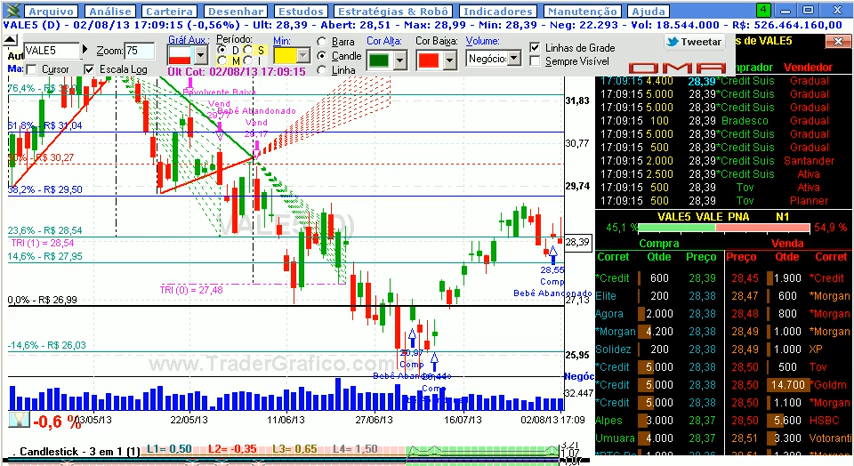 Arquivo Análise Carteira Desenhar Estudos Estratégias & Robô Indicadores Manutenção Ajuda 4
VALE5 (D) - 02/08/13 17:09:15 (-0,56%) - Ult: 28,39 - Abert: 28,51 - Max: 28,99 - Min: 28,39 - Neg: 22.293 - Vol: 18.544.000 - R$: 526.464.160,00
VALE5 Zoom: 75
Cursor Escala Log
Gráf Aux:
Período:
D S
M I
Min:
Barra
Candle
Linha
Cor Alta: Cor Baixa: Volume:
Negócio
Linhas de Grade
Sempre Visível
Tweetar
OMA
s de VALE5
Ult Cot: 02/08/13 17:09:15
prador Vendedor
17:09:15 4.400 28,39 *Credit Suis Gradual
17:09:15 5.000 28,39 *Credit Suis Gradual
17:09:15 5.000 28,39 *Credit Suis Gradual
17:09:15 100 28,39 Bradesco Gradual
17:09:15 5.000 28,39 *Credit Suis Gradual
17:09:15 5.000 28,39 *Credit Suis Santander
17:09:15 2.500 28,39 *Credit Suis Ativa
17:09:15 500 28,39 Tov Ativa
17:09:15 500 28,39 Tov Planner
VALE5 VALE PNA N1
45,1 % 54,9 %
Compra Venda
Corret Qtde Preço Preço Qtde Corret
*Credit 600 28,39 28,45 1.900 *Credit
Elite 200 28,38 28,47 600 *Morgan
Agora 2.000 28,38 28,48 800 *Morgan
*Morgan 4.200 28,38 28,49 1.000 *Morgan
Solidez 200 28,38 28,49 1.000 XP
*Credit 5.000 28,38 28,50 500 Tov
*Credit 5.000 28,38 28,50 14.700 *Goldm
*Credit 5.000 28,38 28,50 1.100 *Morgan
Alpes 3.000 28,37 28,50 5.600 HSBC
Umuara 4.000 28,37 28,51 3.300 Votoranti
76,4% - R$
61,8% - R$ 31,04
50% - R$ 30,27
38,2% - R$ 29,50
23,6% - R$ 28,54
TRI (1) = 28,54
14,6% - R$ 27,95
TRI (0) = 27,48
0,0% - R$ 26,99
-14,6% - R$ 26,03
Envolvente Baixa
Vend
Bebê Abandonado
Vend
VALE5 (D)
31,83
30,77
29,74
28,39
27,13
25,95
28,55
Comp
Bebê Abandonado
Comp
www.TraderGrafico.com
Negóc
32.447
-0,6 %
03/05/13 22/05/13 11/06/13 27/06/13 16/07/13 02/08/13 17:09
Candlestick - 3 em 1 (1) L1= 0,50 L2= -0,35 L3= 0,65 L4= 1,50
3,21
1,07